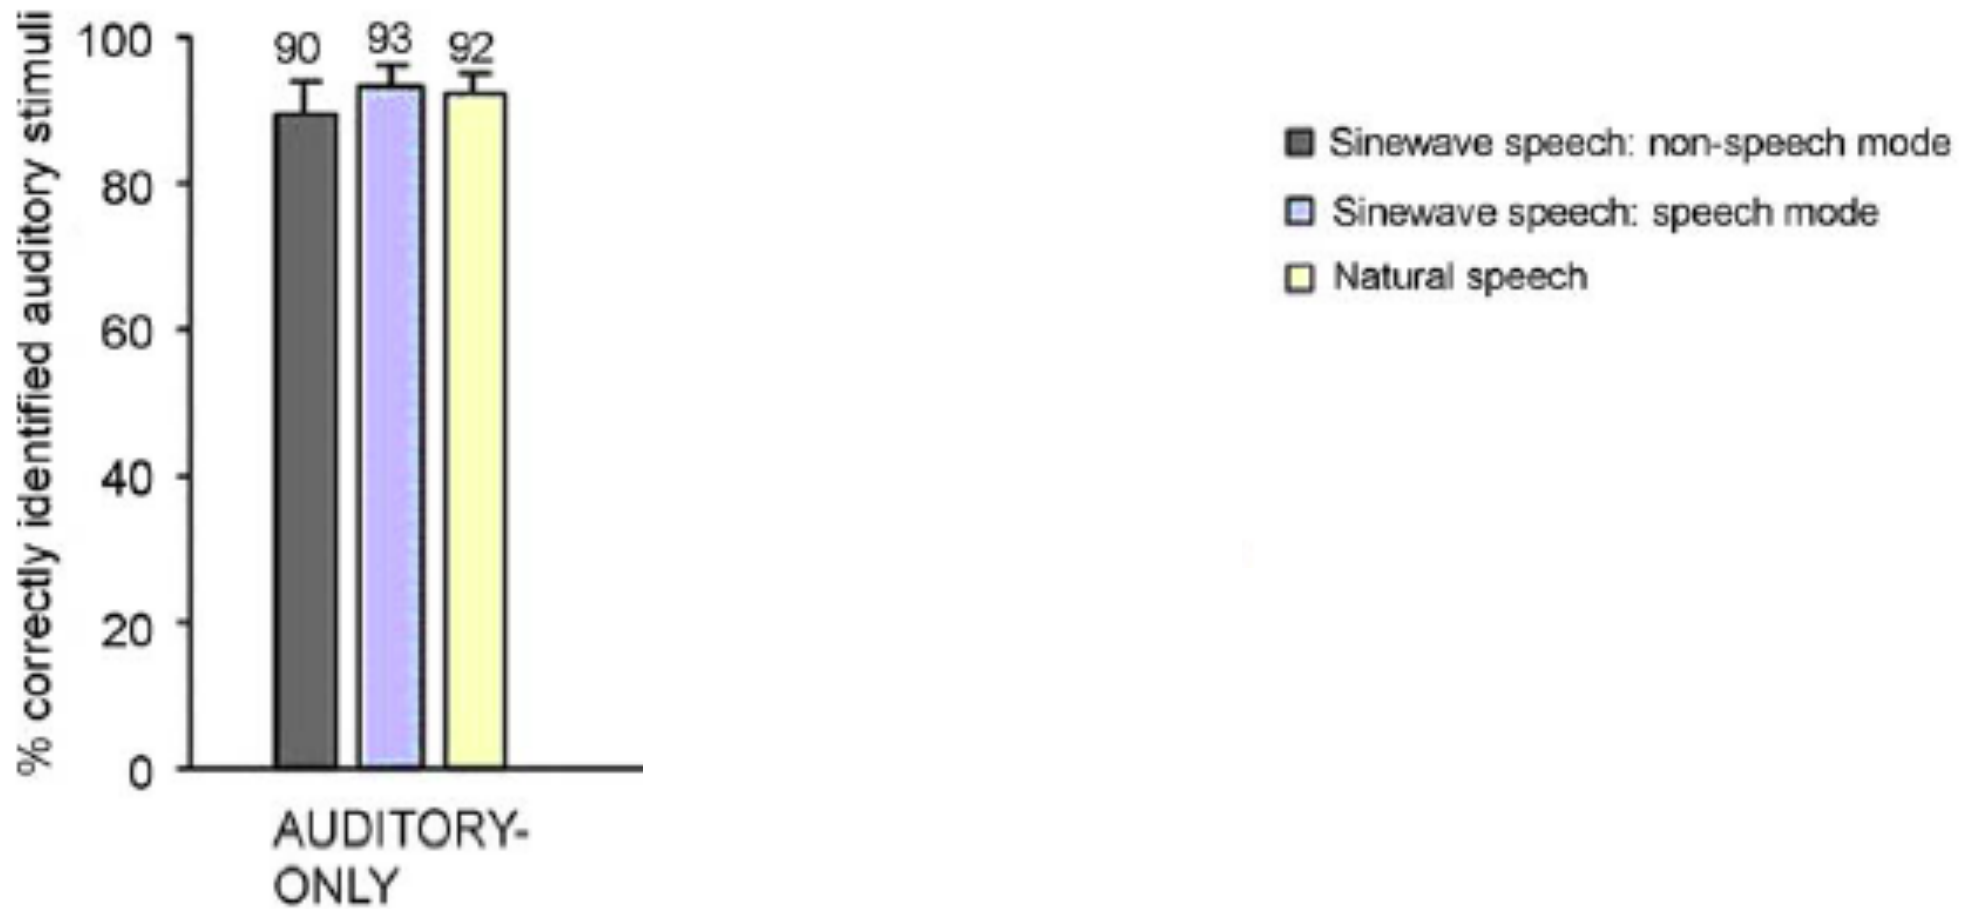 % correctly identified auditory stimuli
100
80
60
40
20
0
90
93
92
AUDITORY-
ONLY
Sinewave speech: non-speech mode
Sinewave speech: speech mode
Natural speech